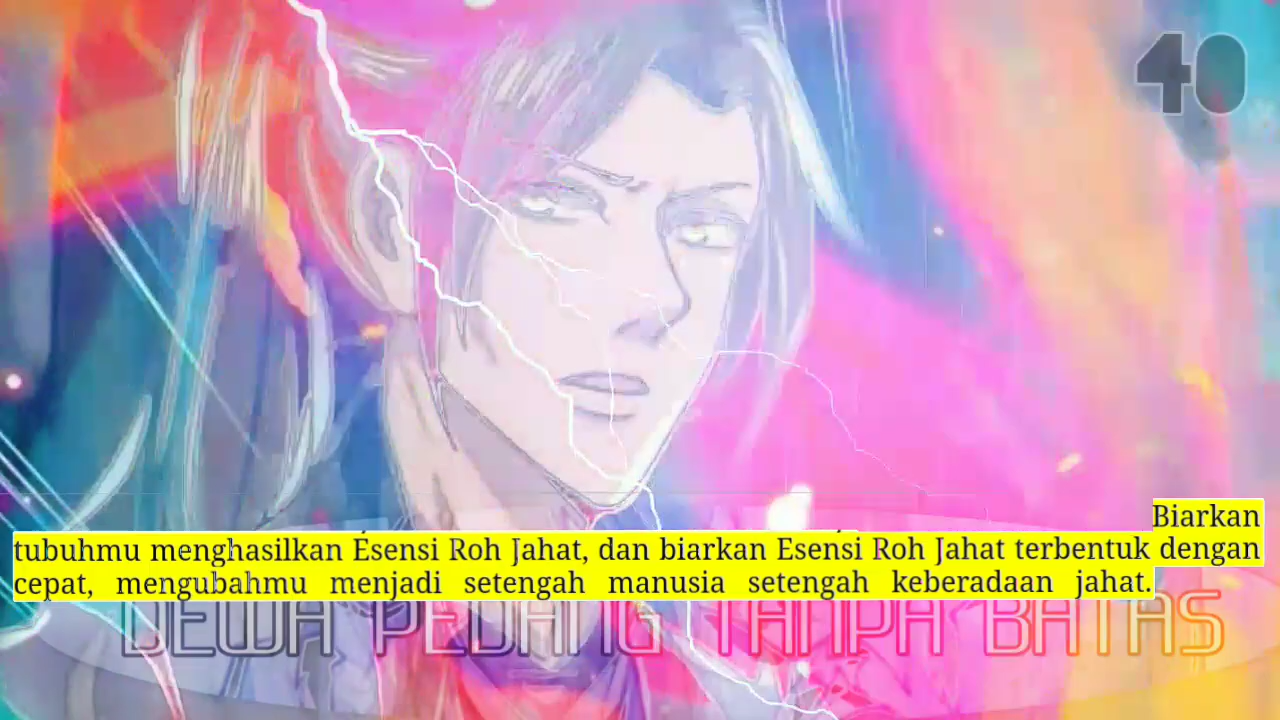 40
Biarkan
tubuhmu menghasilkan Esensi Roh Jahat, dan biarkan Esensi Roh Jahat terbentuk dengan
cepat, mengubahmu menjadi setengah manusia setengah keberadaan jahat.
DEWA PEDANG TANPA BATAS